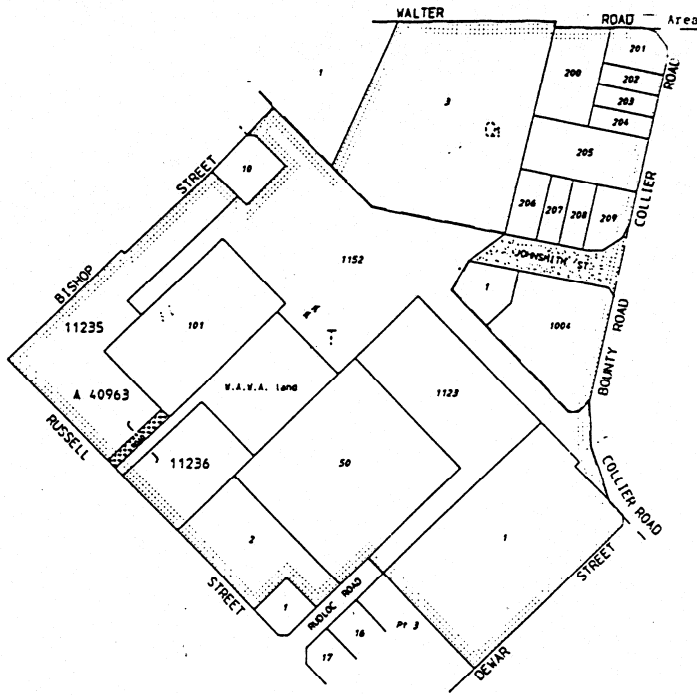 WALTER ROAD Area
201
202
203
204
200
ROAD
1
3
205
STREET
10
206 207 208 209
COLLIER
JOHNSMITH ST
1152
BISHOP
1
11235
101
1004
BOUNTY ROAD
A 40963
W.A.W.A. land
1123
RUSSELL
11236
50
COLLIER ROAD
2
1
STREET
STREET
1
RUDLOC ROAD
16
Pt 3
17
DEWAR